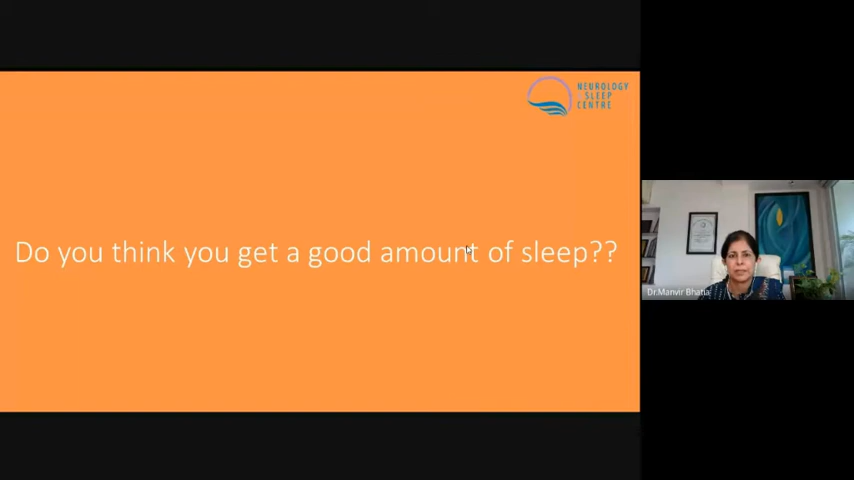 NEUROLOGY
SLEEP
CENTRE
Do you think you get a good amount of sleep??
Dr.Manvir Bhatia